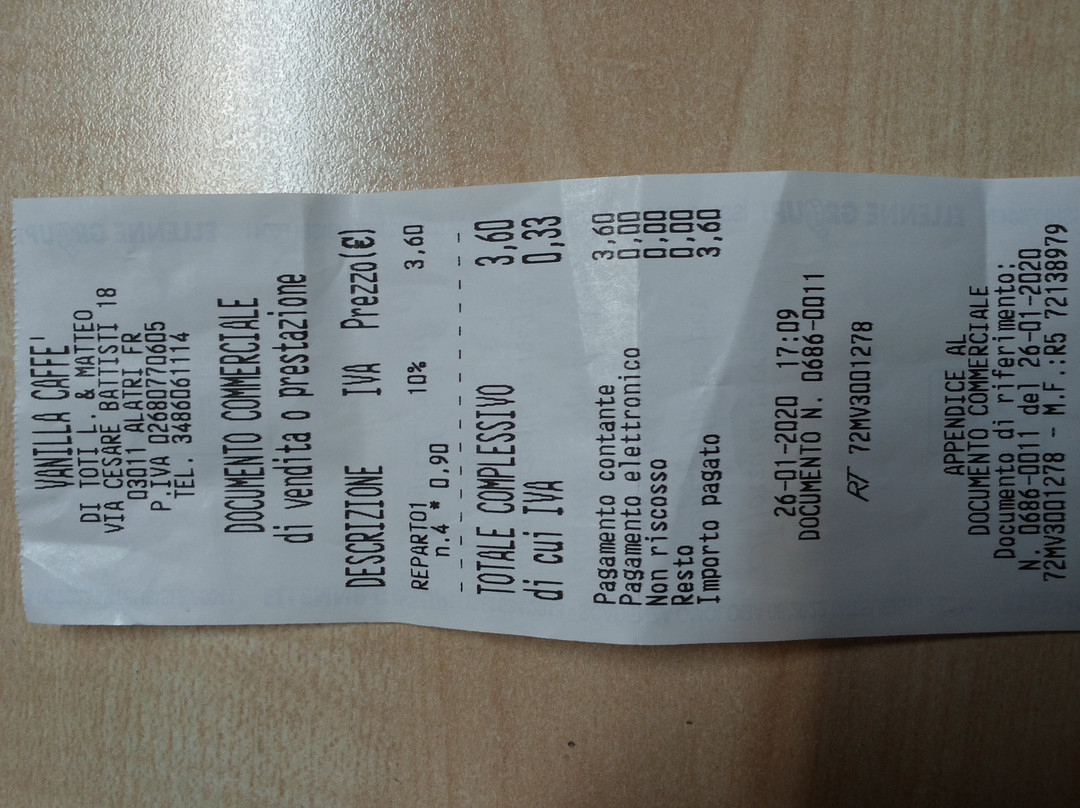 VANILLA CAFFE'
DI TOTI L. & MATTEO
VIA CESARE BATTISTI 18
03011 ALATRI FR
P.IVA 02680770605
TEL. 3486061114
DOCUMENTO COMMERCIALE
di vendita o prestazione
DESCRIZIONE IVA Prezzo(€)
REPARTO1 10% 3,60
n.4 * 0,90
TOTALE COMPLESSIVO 3,60
di cui IVA 0,33
Pagamento contante 3,60
Pagamento elettronico 0,00
Non riscosso 0,00
Resto 0,00
Importo pagato 3,60
26-01-2020 17:09
DOCUMENTO N. 0686-0011
RT 72MV3001278
APPENDICE AL
DOCUMENTO COMMERCIALE
Documento di riferimento:
N. 0686-0011 del 26-01-2020
72MV3001278 - M.F.:R5 72138979